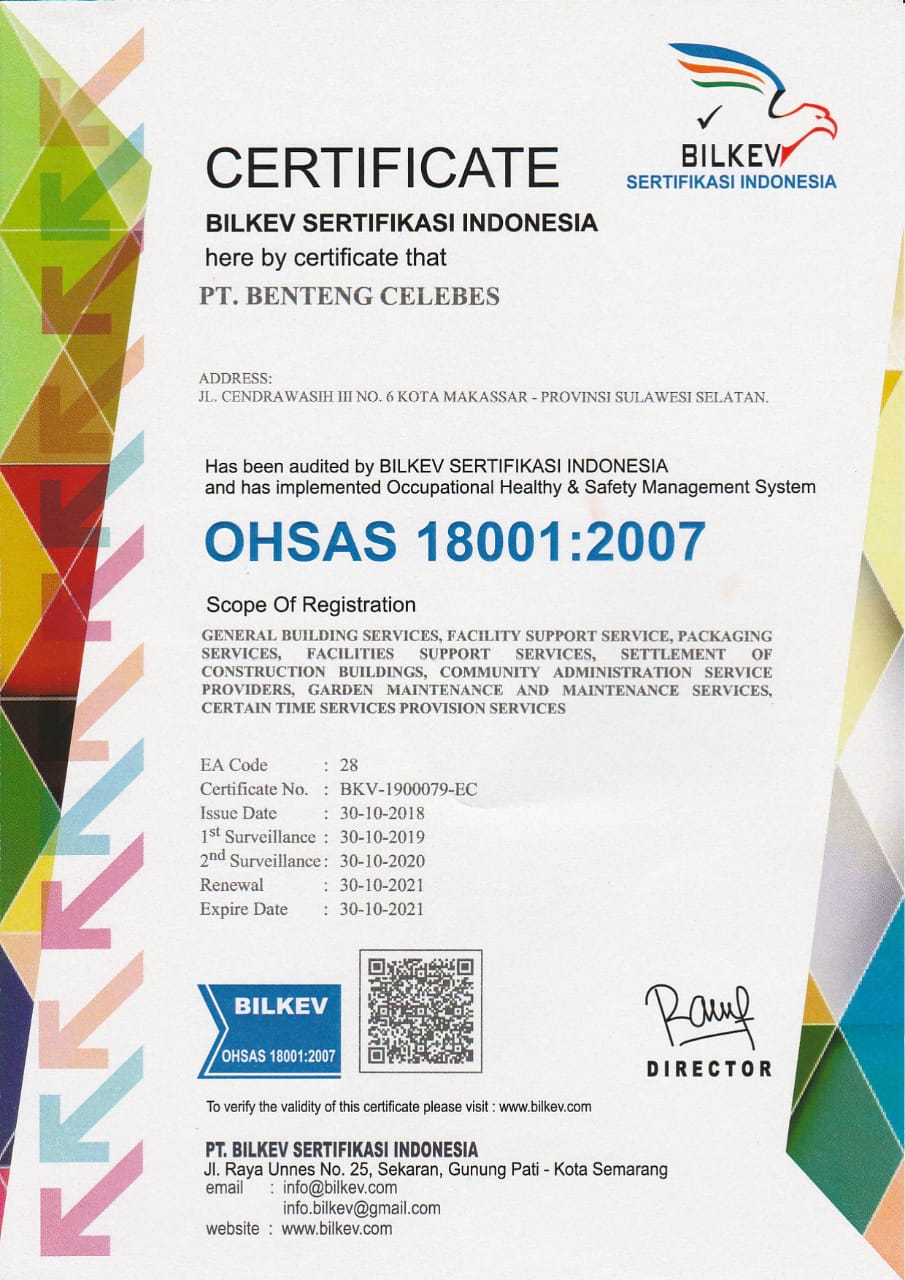 BILKEV
SERTIFIKASI INDONESIA
CERTIFICATE
BILKEV SERTIFIKASI INDONESIA
here by certificate that
PT. BENTENG CELEBES
ADDRESS:
JL. CENDRAWASIH III NO. 6 KOTA MAKASSAR - PROVINSI SULAWESI SELATAN.
Has been audited by BILKEV SERTIFIKASI INDONESIA
and has implemented Occupational Healthy & Safety Management System
OHSAS 18001:2007
Scope Of Registration
GENERAL BUILDING SERVICES, FACILITY SUPPORT SERVICE, PACKAGING
SERVICES, FACILITIES SUPPORT SERVICES, SETTLEMENT OF
CONSTRUCTION BUILDINGS, COMMUNITY ADMINISTRATION SERVICE
PROVIDERS, GARDEN MAINTENANCE AND MAINTENANCE SERVICES,
CERTAIN TIME SERVICES PROVISION SERVICES
EA Code : 28
Certificate No. : BKV-1900079-EC
Issue Date : 30-10-2018
1st Surveillance : 30-10-2019
2nd Surveillance : 30-10-2020
Renewal : 30-10-2021
Expire Date : 30-10-2021
BILKEV
OHSAS 18001:2007
DIRECTOR
To verify the validity of this certificate please visit : www.bilkev.com
PT. BILKEV SERTIFIKASI INDONESIA
Jl. Raya Unnes No. 25, Sekaran, Gunung Pati - Kota Semarang
email : info@bilkev.com
info.bilkev@gmail.com
website : www.bilkev.com